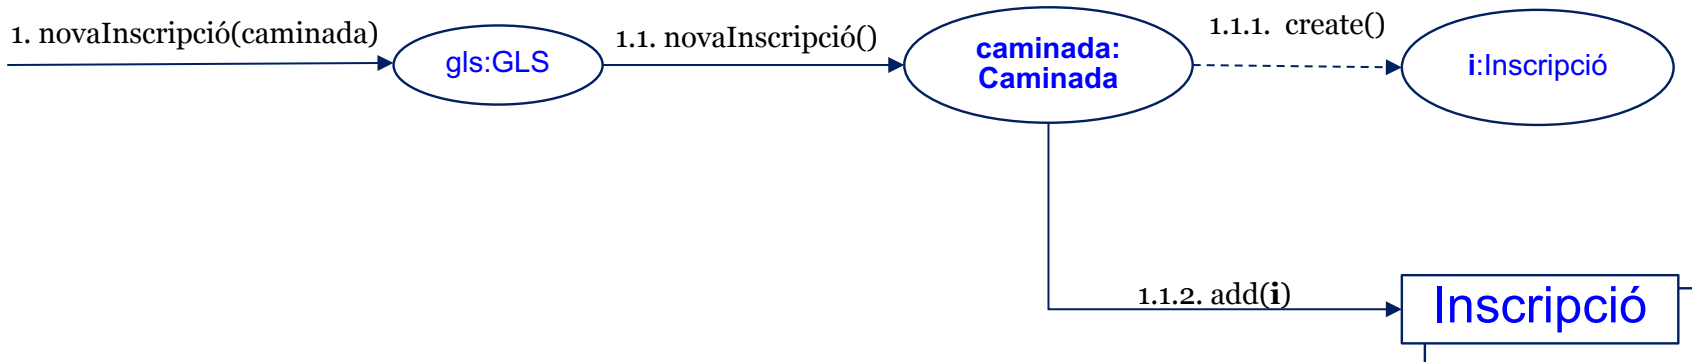 1. novaInscripció(caminada)
gls:GLS
1.1. novaInscripció()
caminada:
Caminada
1.1.1. create()
i:Inscripció
1.1.2. add(i)
Inscripció